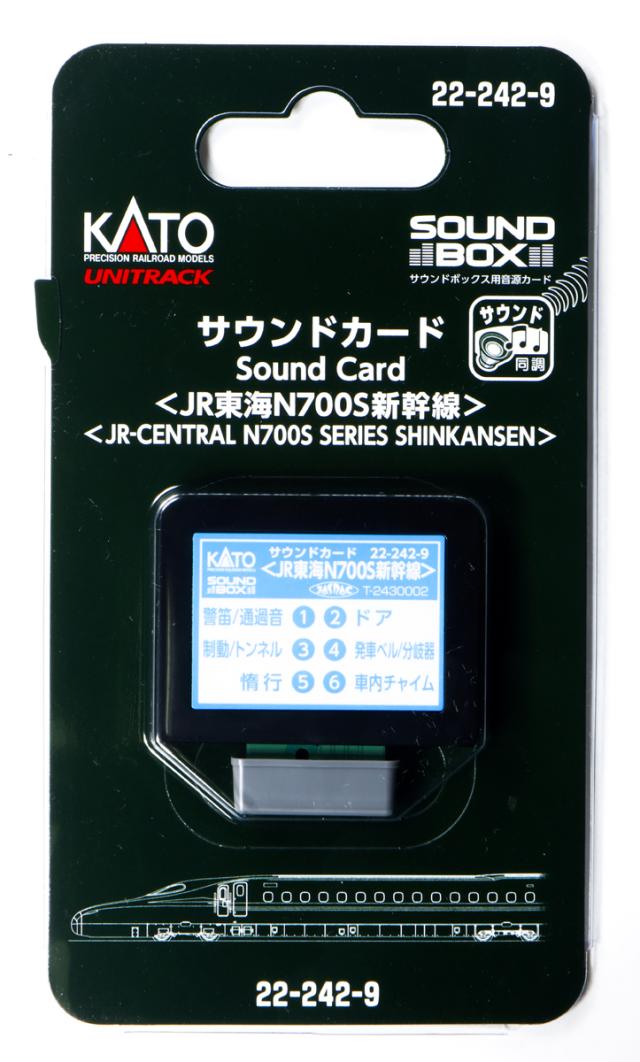 22-242-9
KATO
PRECISION RAILROAD MODELS
UNITRACK
SOUND
BOX
サウンドボックス用音源カード
サウンド
同調
サウンドカード
Sound Card
<JR東海N700S新幹線>
<JR-CENTRAL N700S SERIES SHINKANSEN>
KATO サウンドカード 22-242-9
<JR東海N700S新幹線>
SOUND
BOX
T-2430002
警笛/通過音 1 2 ドア
制動/トンネル 3 4 発車ベル/分岐器
惰行 5 6 車内チャイム
22-242-9